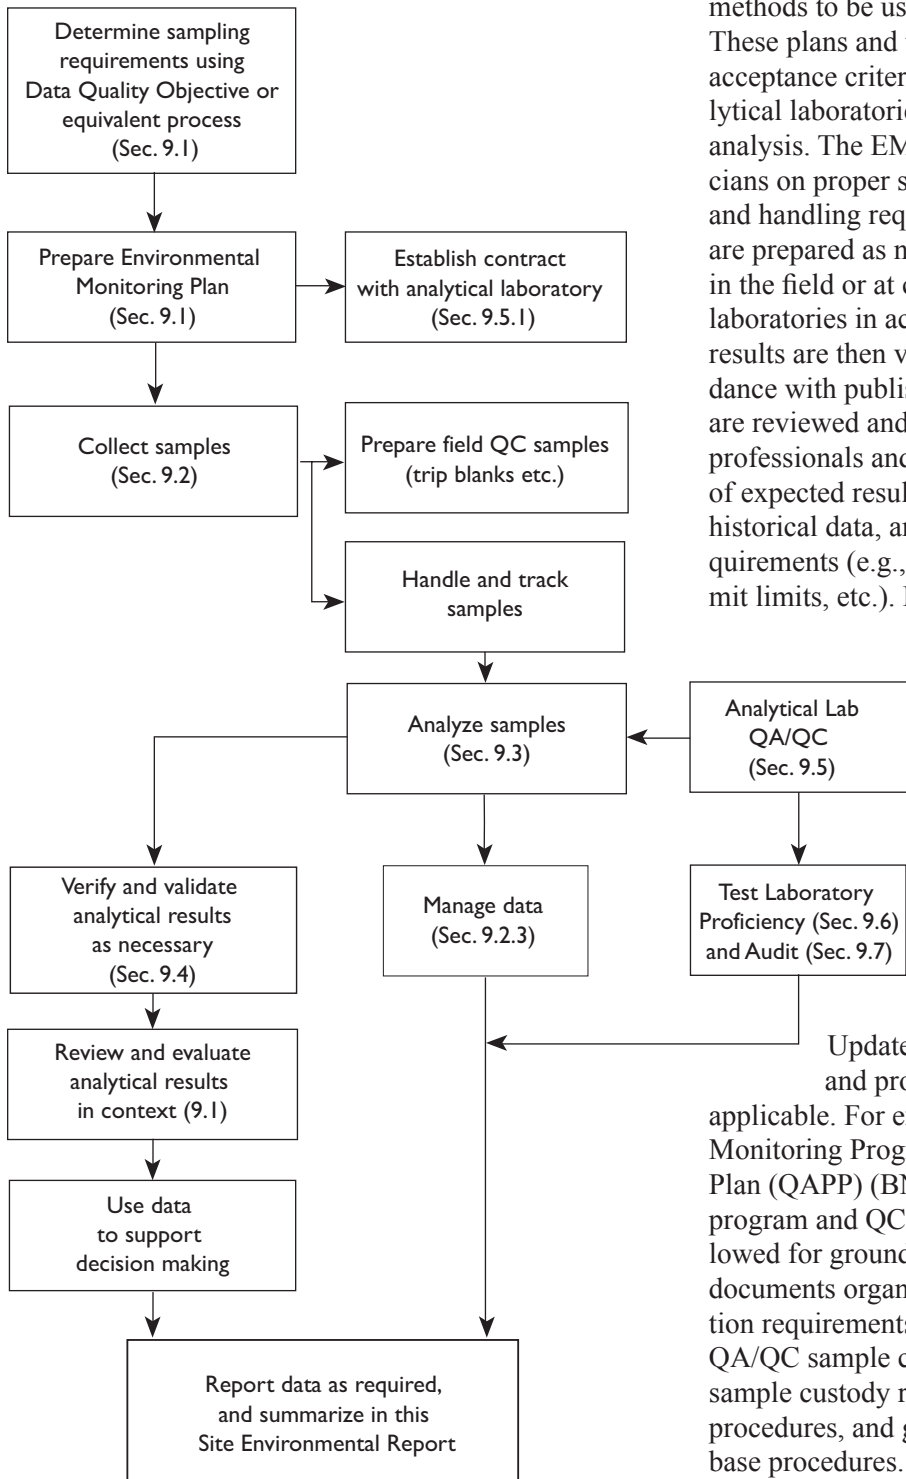 Determine sampling
requirements using
Data Quality Objective or
equivalent process
(Sec. 9.1)
Prepare Environmental
Monitoring Plan
(Sec. 9.1)
Establish contract
with analytical laboratory
(Sec. 9.5.1)
Collect samples
(Sec. 9.2)
Prepare field QC samples
(trip blanks etc.)
Handle and track
samples
Analyze samples
(Sec. 9.3)
Analytical Lab
QA/QC
(Sec. 9.5)
Verify and validate
analytical results
as necessary
(Sec. 9.4)
Manage data
(Sec. 9.2.3)
Test Laboratory
Proficiency (Sec. 9.6)
and Audit (Sec. 9.7)
Review and evaluate
analytical results
in context (9.1)
Use data
to support
decision making
Report data as required,
and summarize in this
Site Environmental Report
methods to be us
These plans and
acceptance criter
lytical laboratorie
analysis. The EM
cians on proper s
and handling req
are prepared as n
in the field or at
laboratories in ac
results are then v
dance with publis
are reviewed and
professionals and
of expected resul
historical data, an
quirements (e.g.,
mit limits, etc.).
Update
and pro
applicable. For e
Monitoring Prog
Plan (QAPP) (BN
program and QC
lowed for ground
documents organ
tion requirements
QA/QC sample c
sample custody r
procedures, and g
base procedures.